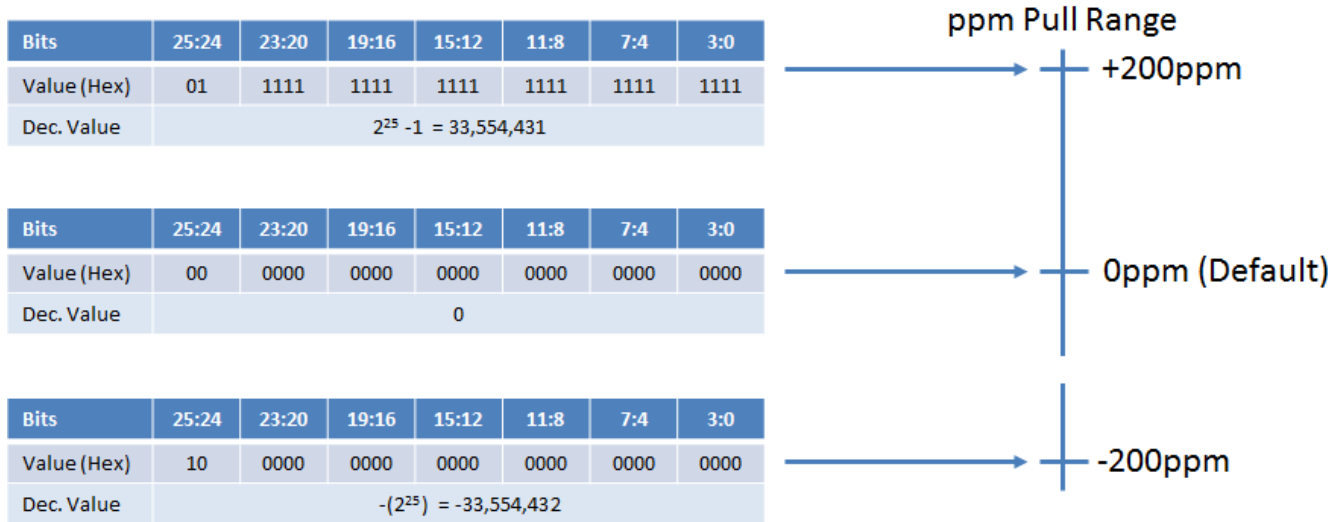 ppm Pull Range
Bits 25:24 23:20 19:16 15:12 11:8 7:4 3:0
Value (Hex) 01 1111 1111 1111 1111 1111 1111
+200ppm
Dec. Value 2²⁵ -1 = 33,554,431
Bits 25:24 23:20 19:16 15:12 11:8 7:4 3:0
Value (Hex) 00 0000 0000 0000 0000 0000 0000
0ppm (Default)
Dec. Value 0
Bits 25:24 23:20 19:16 15:12 11:8 7:4 3:0
Value (Hex) 10 0000 0000 0000 0000 0000 0000
-200ppm
Dec. Value -(2²⁵) = -33,554,432